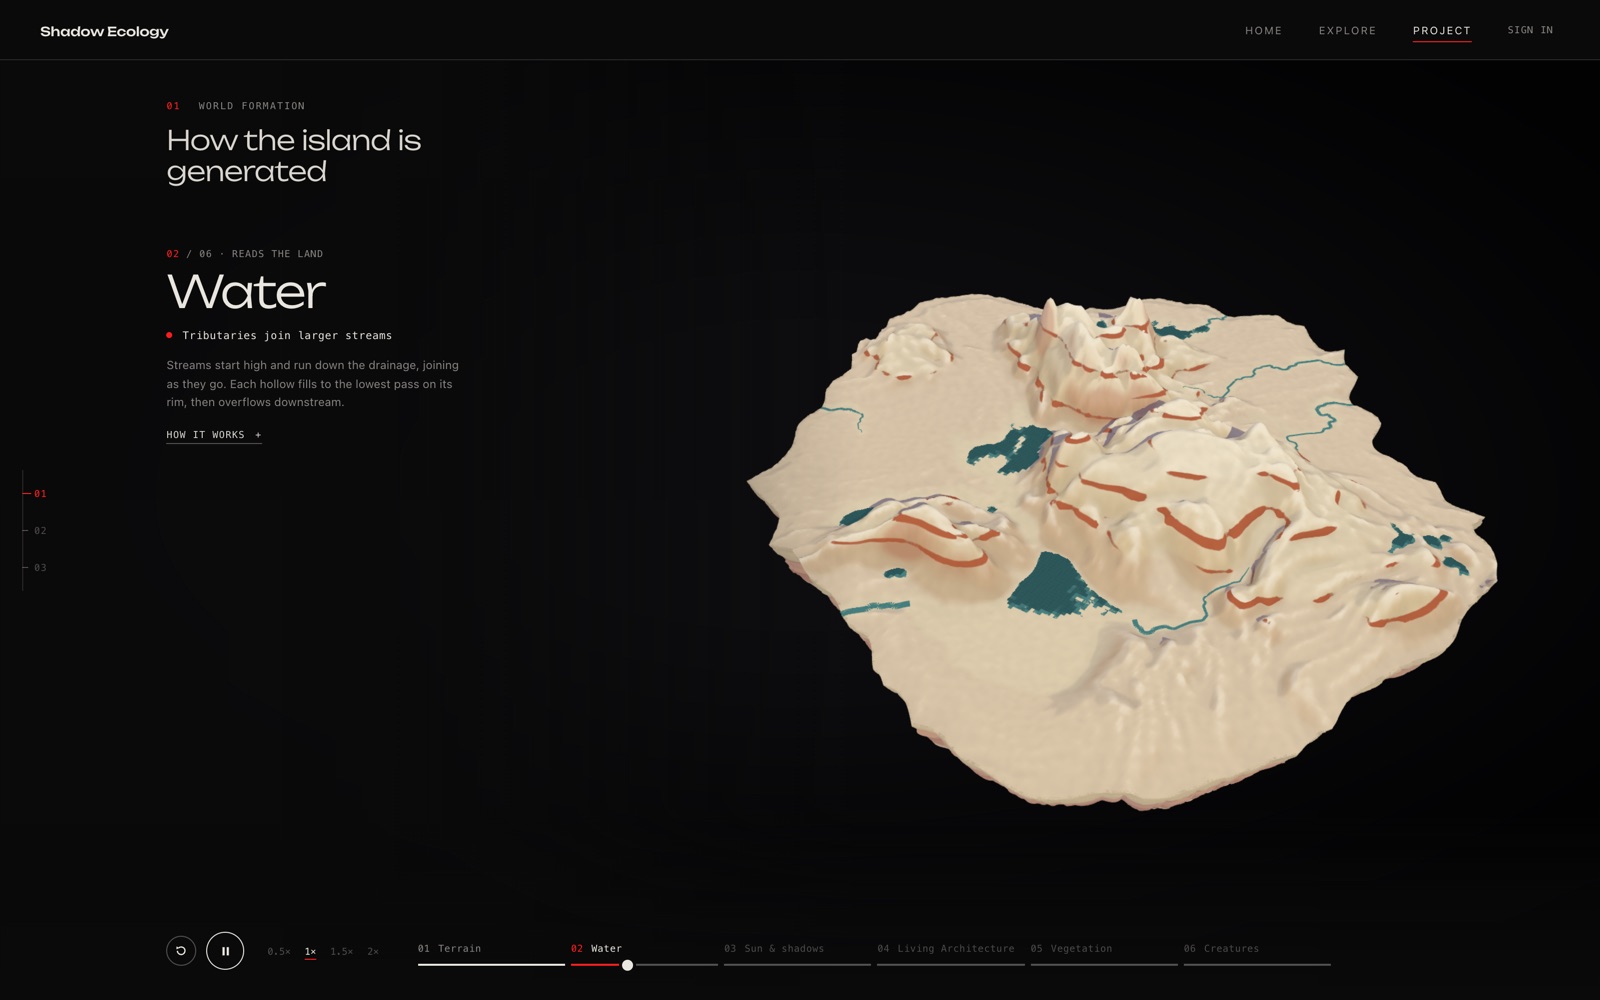 Shadow Ecology
HOME EXPLORE PROJECT SIGN IN
01 WORLD FORMATION
How the island is
generated
02 / 06 · READS THE LAND
Water
Tributaries join larger streams
Streams start high and run down the drainage, joining
as they go. Each hollow fills to the lowest pass on its
rim, then overflows downstream.
HOW IT WORKS +
01
02
03
0.5× 1× 1.5× 2×
01 Terrain 02 Water 03 Sun & shadows 04 Living Architecture 05 Vegetation 06 Creatures